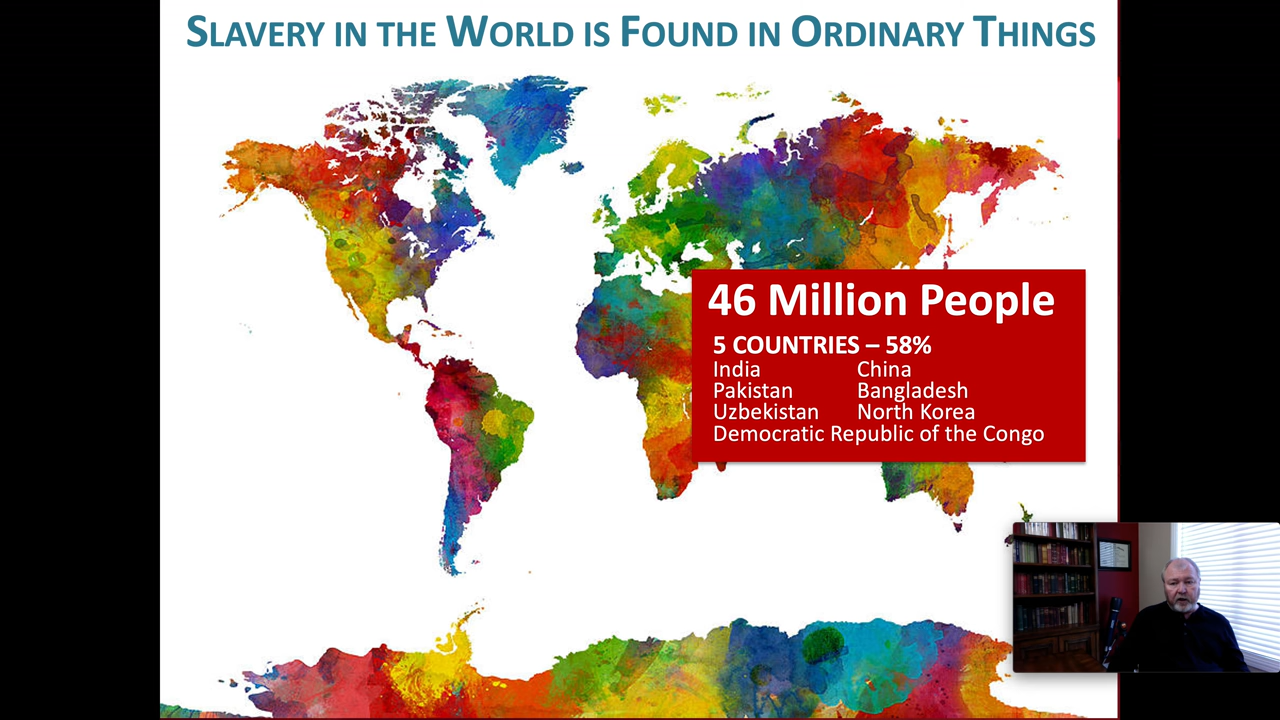 SLAVERY IN THE WORLD IS FOUND IN ORDINARY THINGS
46 Million People
5 COUNTRIES – 58%
India China
Pakistan Bangladesh
Uzbekistan North Korea
Democratic Republic of the Congo